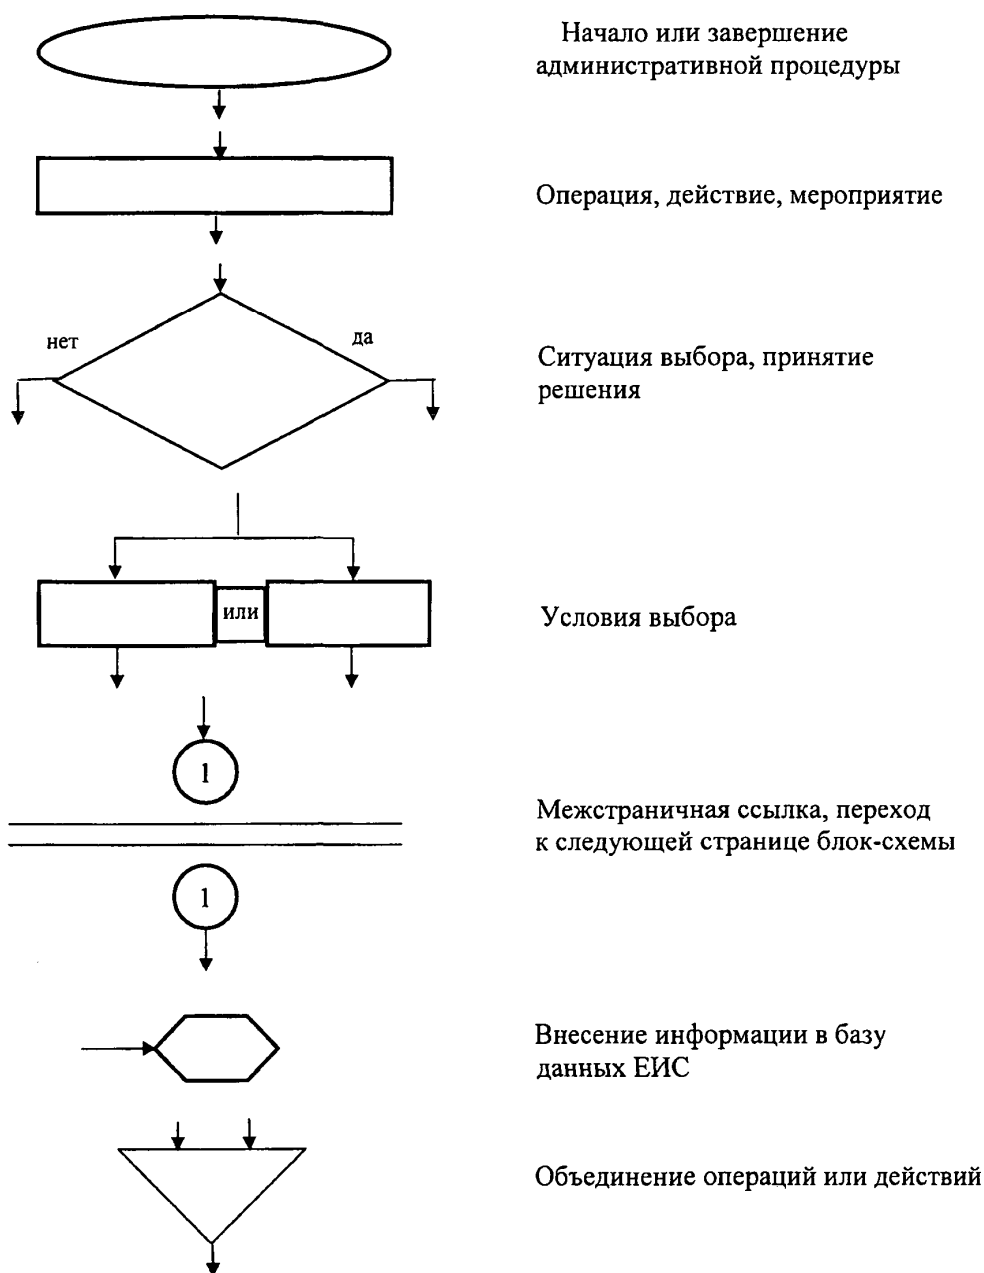 Начало или завершение
административной процедуры
Операция, действие, мероприятие
нет
да
Ситуация выбора, принятие
решения
или
Условия выбора
1
Межстраничная ссылка, переход
к следующей странице блок-схемы
1
Внесение информации в базу
данных ЕИС
Объединение операций или действий